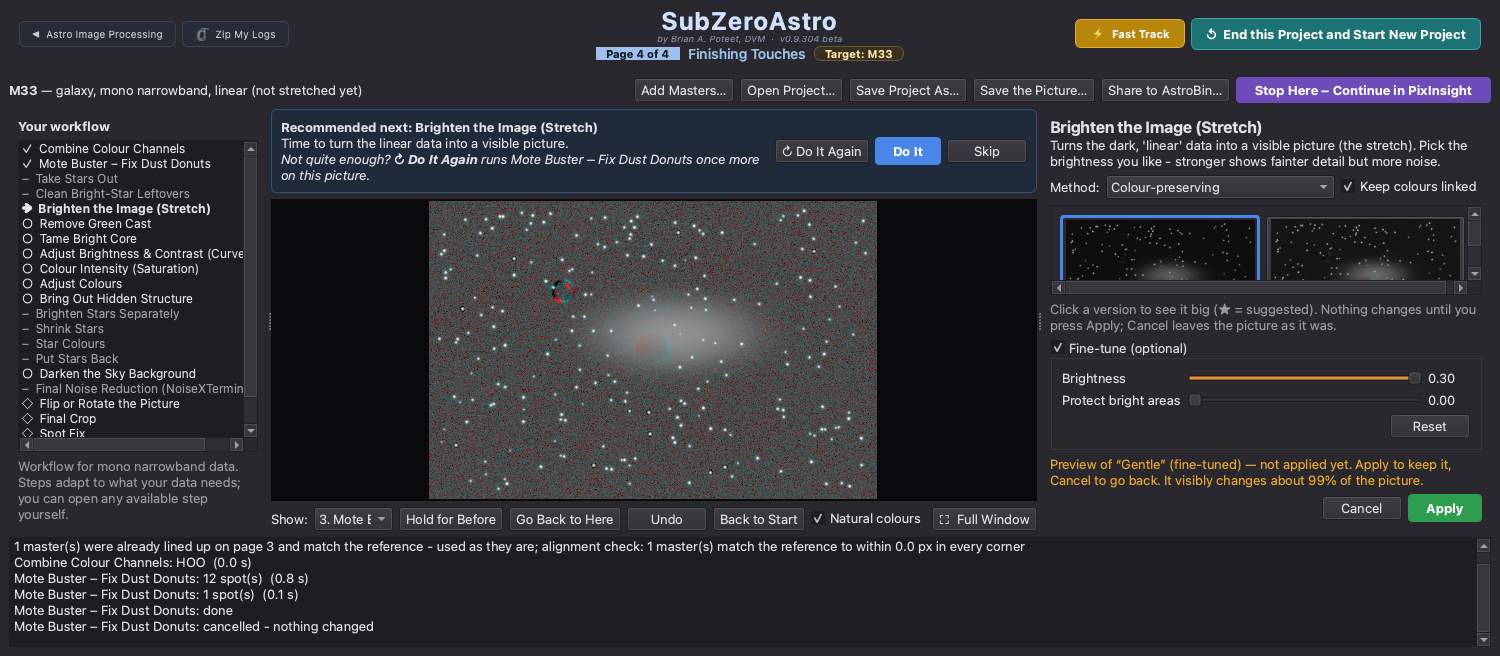 ◄ Astro Image Processing
Zip My Logs
SubZeroAstro
by Brian A. Poteet, DVM · v0.9.304 beta
Page 4 of 4 Finishing Touches Target: M33
⚡ Fast Track
↺ End this Project and Start New Project
M33 — galaxy, mono narrowband, linear (not stretched yet)
Add Masters...
Open Project...
Save Project As...
Save the Picture...
Share to AstroBin...
Stop Here – Continue in PixInsight
Your workflow
✓ Combine Colour Channels
✓ Mote Buster – Fix Dust Donuts
– Take Stars Out
– Clean Bright-Star Leftovers
Brighten the Image (Stretch)
○ Remove Green Cast
○ Tame Bright Core
○ Adjust Brightness & Contrast (Curve
○ Colour Intensity (Saturation)
○ Adjust Colours
○ Bring Out Hidden Structure
– Brighten Stars Separately
– Shrink Stars
– Star Colours
– Put Stars Back
○ Darken the Sky Background
– Final Noise Reduction (NoiseXTermin
◇ Flip or Rotate the Picture
◇ Final Crop
◇ Spot Fix
Workflow for mono narrowband data.
Steps adapt to what your data needs;
you can open any available step
yourself.
Recommended next: Brighten the Image (Stretch)
Time to turn the linear data into a visible picture.
Not quite enough? ↻ Do It Again runs Mote Buster – Fix Dust Donuts once more
on this picture.
↻ Do It Again
Do It
Skip
Show: 3. Mote E
Hold for Before
Go Back to Here
Undo
Back to Start
✓ Natural colours
Full Window
Brighten the Image (Stretch)
Turns the dark, 'linear' data into a visible picture (the stretch). Pick the
brightness you like - stronger shows fainter detail but more noise.
Method: Colour-preserving
✓ Keep colours linked
Click a version to see it big (★ = suggested). Nothing changes until you
press Apply; Cancel leaves the picture as it was.
✓ Fine-tune (optional)
Brightness 0.30
Protect bright areas 0.00
Reset
Preview of “Gentle” (fine-tuned) — not applied yet. Apply to keep it,
Cancel to go back. It visibly changes about 99% of the picture.
Cancel
Apply
1 master(s) were already lined up on page 3 and match the reference - used as they are; alignment check: 1 master(s) match the reference to within 0.0 px in every corner
Combine Colour Channels: HOO (0.0 s)
Mote Buster – Fix Dust Donuts: 12 spot(s) (0.8 s)
Mote Buster – Fix Dust Donuts: 1 spot(s) (0.1 s)
Mote Buster – Fix Dust Donuts: done
Mote Buster – Fix Dust Donuts: cancelled - nothing changed